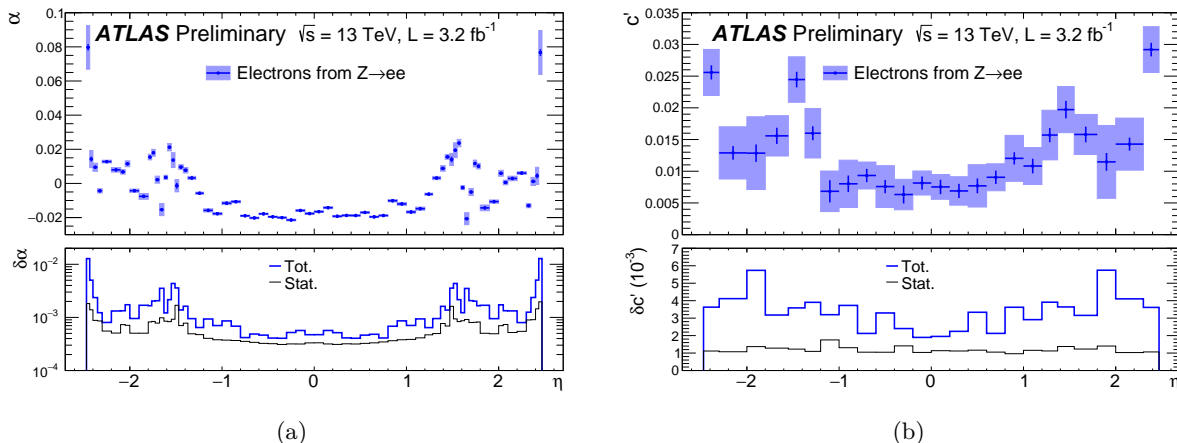 α
0.1
ATLAS Preliminary √s = 13 TeV, L = 3.2 fb⁻¹
0.08
Electrons from Z→ee
0.06
0.04
0.02
0
−0.02
δα
10⁻²
Tot.
Stat.
10⁻³
10⁻⁴
−2 −1 0 1 2 η
(a)
c'
0.035
ATLAS Preliminary √s = 13 TeV, L = 3.2 fb⁻¹
0.03
Electrons from Z→ee
0.025
0.02
0.015
0.01
0.005
0
δc' (10⁻³)
7
6
Tot.
5
Stat.
4
3
2
1
0
−2 −1 0 1 2 η
(b)